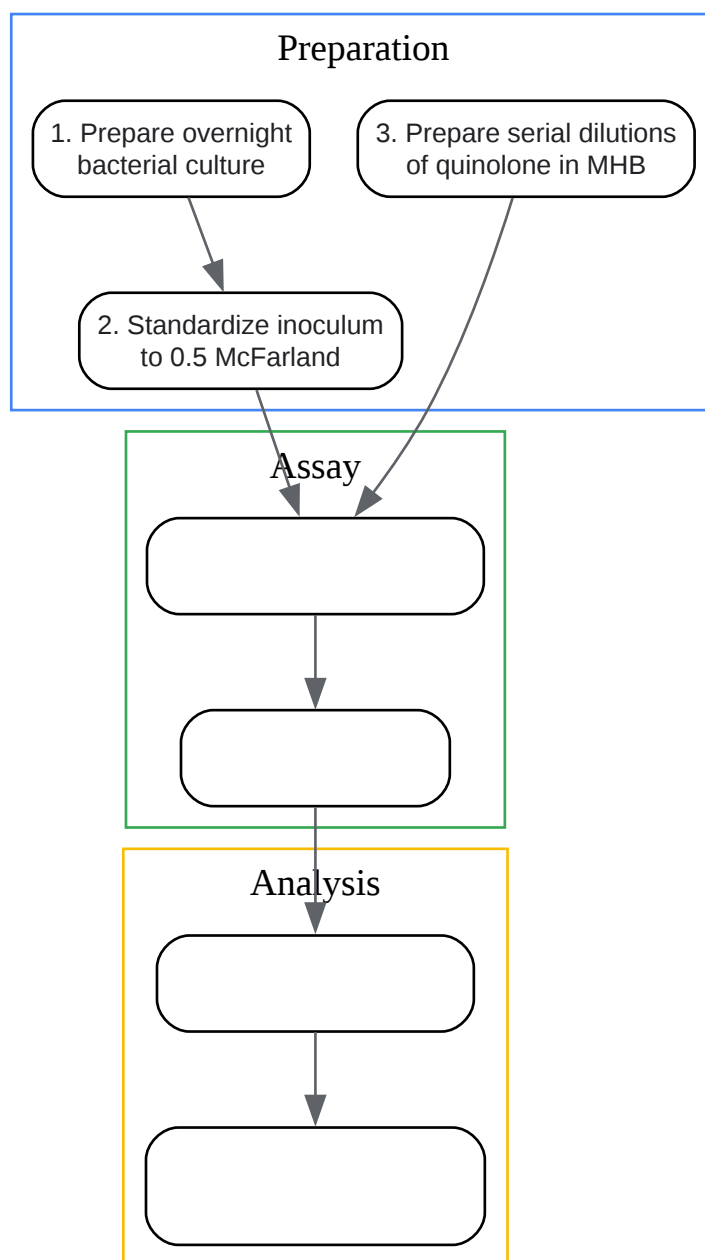 Preparation
1. Prepare overnight
bacterial culture
3. Prepare serial dilutions
of quinolone in MHB
2. Standardize inoculum
to 0.5 McFarland
Assay
Analysis